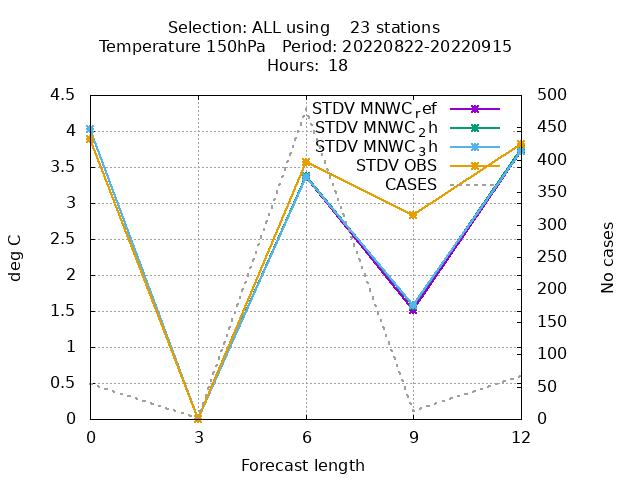 Selection: ALL using    23 stations
Temperature 150hPa   Period: 20220822-20220915
Hours: 18
STDV MNWC_ref
STDV MNWC_2h
STDV MNWC_3h
STDV OBS
CASES
4.5
4
3.5
3
2.5
2
1.5
1
0.5
0
deg C
500
450
400
350
300
250
200
150
100
50
0
No cases
0 3 6 9 12
Forecast length